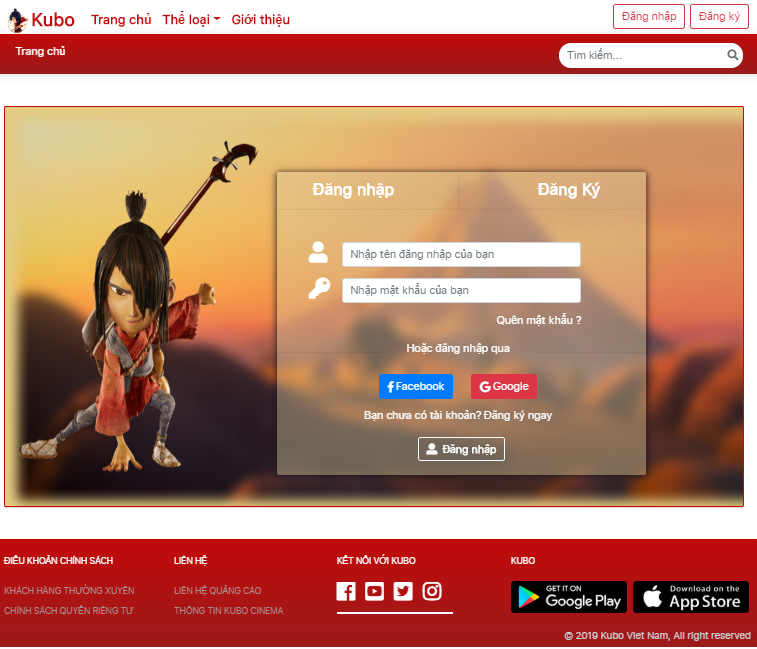 Kubo Trang chủ Thể loại Giới thiệu Đăng nhập Đăng ký
Trang chủ Tìm kiếm...
Đăng nhập Đăng Ký
Nhập tên đăng nhập của bạn
Nhập mật khẩu của bạn
Quên mật khẩu ?
Hoặc đăng nhập qua
Facebook Google
Bạn chưa có tài khoản? Đăng ký ngay
Đăng nhập
ĐIỀU KHOẢN CHÍNH SÁCH LIÊN HỆ KẾT NỐI VỚI KUBO KUBO
KHÁCH HÀNG THƯỜNG XUYÊN LIÊN HỆ QUẢNG CÁO
CHÍNH SÁCH QUYỀN RIÊNG TƯ THÔNG TIN KUBO CINEMA
GET IT ON
Google Play
Download on the
App Store
© 2019 Kubo Viet Nam, All right reserved